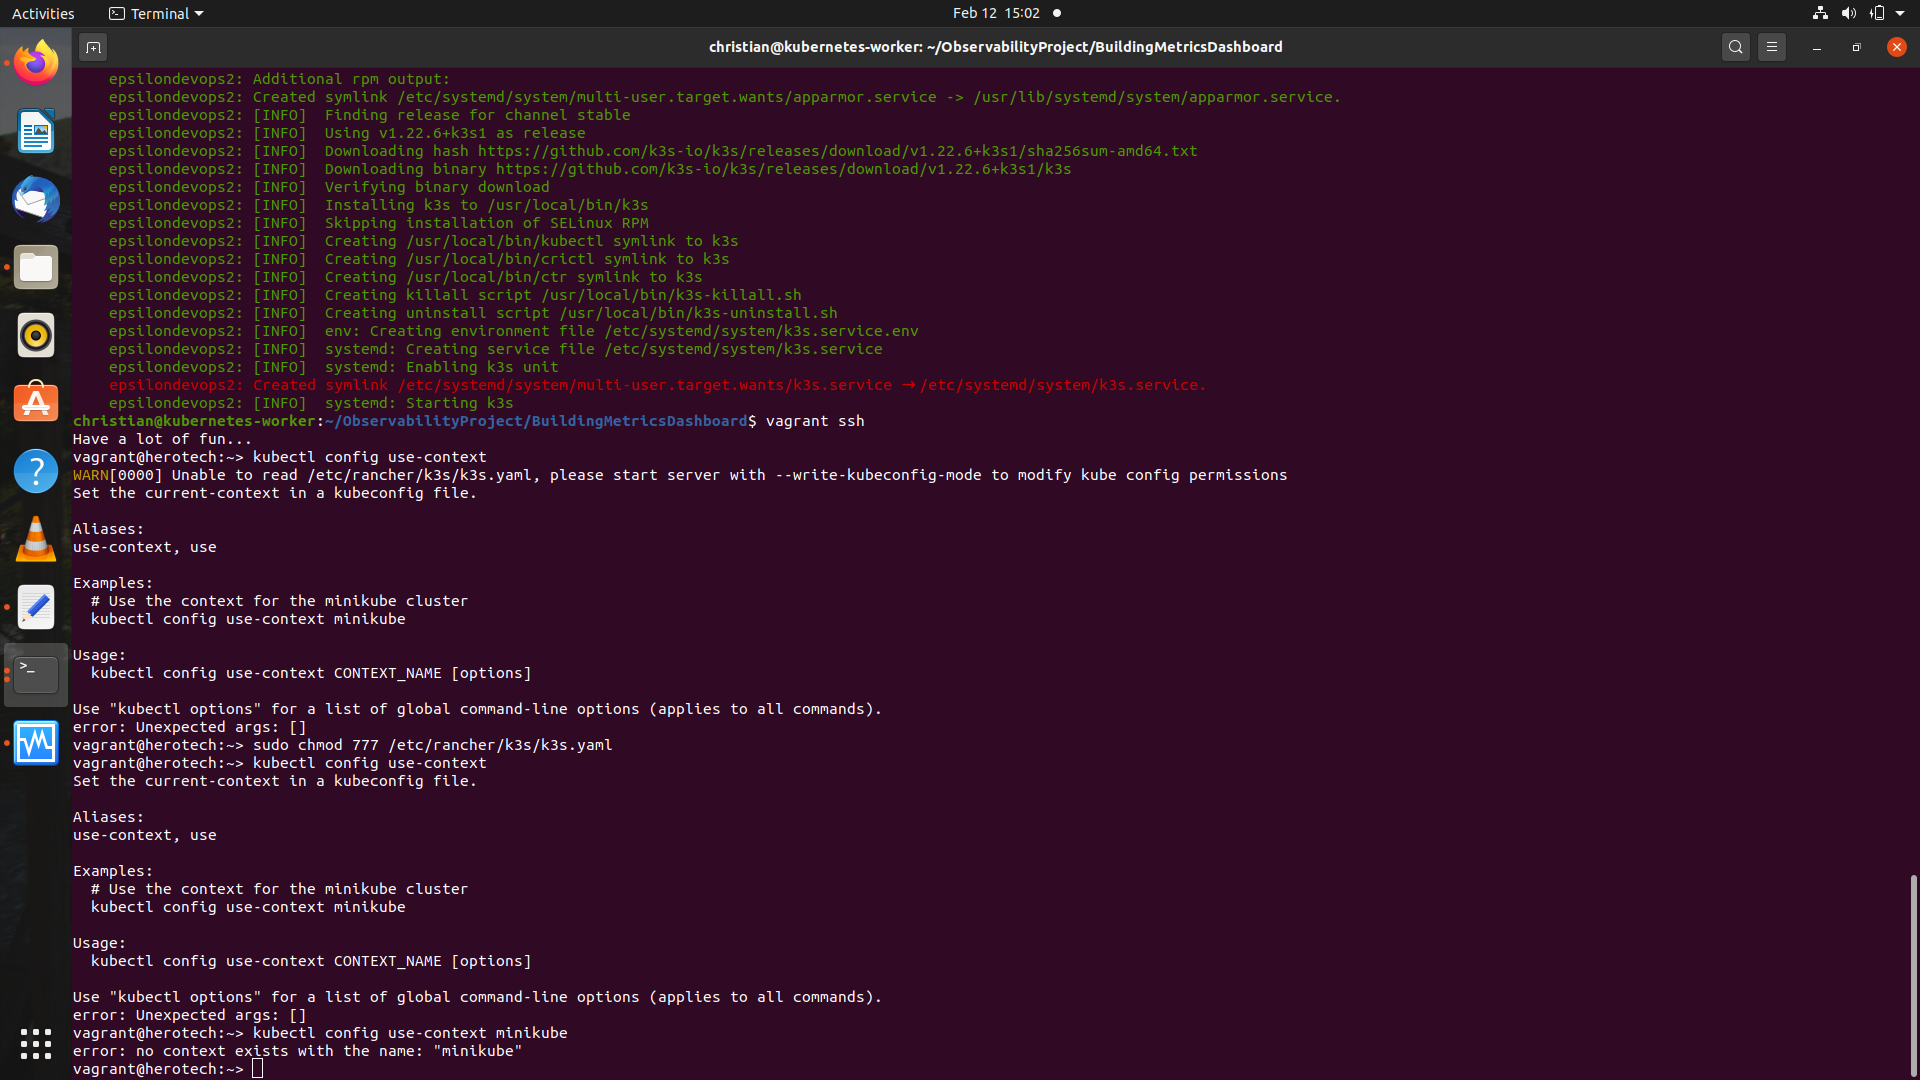 Activities
Terminal
Feb 12 15:02
christian@kubernetes-worker: ~/ObservabilityProject/BuildingMetricsDashboard
epsilondevops2: Additional rpm output:
epsilondevops2: Created symlink /etc/systemd/system/multi-user.target.wants/apparmor.service -> /usr/lib/systemd/system/apparmor.service.
epsilondevops2: [INFO]  Finding release for channel stable
epsilondevops2: [INFO]  Using v1.22.6+k3s1 as release
epsilondevops2: [INFO]  Downloading hash https://github.com/k3s-io/k3s/releases/download/v1.22.6+k3s1/sha256sum-amd64.txt
epsilondevops2: [INFO]  Downloading binary https://github.com/k3s-io/k3s/releases/download/v1.22.6+k3s1/k3s
epsilondevops2: [INFO]  Verifying binary download
epsilondevops2: [INFO]  Installing k3s to /usr/local/bin/k3s
epsilondevops2: [INFO]  Skipping installation of SELinux RPM
epsilondevops2: [INFO]  Creating /usr/local/bin/kubectl symlink to k3s
epsilondevops2: [INFO]  Creating /usr/local/bin/crictl symlink to k3s
epsilondevops2: [INFO]  Creating /usr/local/bin/ctr symlink to k3s
epsilondevops2: [INFO]  Creating killall script /usr/local/bin/k3s-killall.sh
epsilondevops2: [INFO]  Creating uninstall script /usr/local/bin/k3s-uninstall.sh
epsilondevops2: [INFO]  env: Creating environment file /etc/systemd/system/k3s.service.env
epsilondevops2: [INFO]  systemd: Creating service file /etc/systemd/system/k3s.service
epsilondevops2: [INFO]  systemd: Enabling k3s unit
epsilondevops2: Created symlink /etc/systemd/system/multi-user.target.wants/k3s.service → /etc/systemd/system/k3s.service.
epsilondevops2: [INFO]  systemd: Starting k3s
christian@kubernetes-worker:~/ObservabilityProject/BuildingMetricsDashboard$ vagrant ssh
Have a lot of fun...
vagrant@herotech:~> kubectl config use-context
WARN[0000] Unable to read /etc/rancher/k3s/k3s.yaml, please start server with --write-kubeconfig-mode to modify kube config permissions
Set the current-context in a kubeconfig file.
Aliases:
use-context, use
Examples:
# Use the context for the minikube cluster
kubectl config use-context minikube
Usage:
kubectl config use-context CONTEXT_NAME [options]
Use "kubectl options" for a list of global command-line options (applies to all commands).
error: Unexpected args: []
vagrant@herotech:~> sudo chmod 777 /etc/rancher/k3s/k3s.yaml
vagrant@herotech:~> kubectl config use-context
Set the current-context in a kubeconfig file.
Aliases:
use-context, use
Examples:
# Use the context for the minikube cluster
kubectl config use-context minikube
Usage:
kubectl config use-context CONTEXT_NAME [options]
Use "kubectl options" for a list of global command-line options (applies to all commands).
error: Unexpected args: []
vagrant@herotech:~> kubectl config use-context minikube
error: no context exists with the name: "minikube"
vagrant@herotech:~>